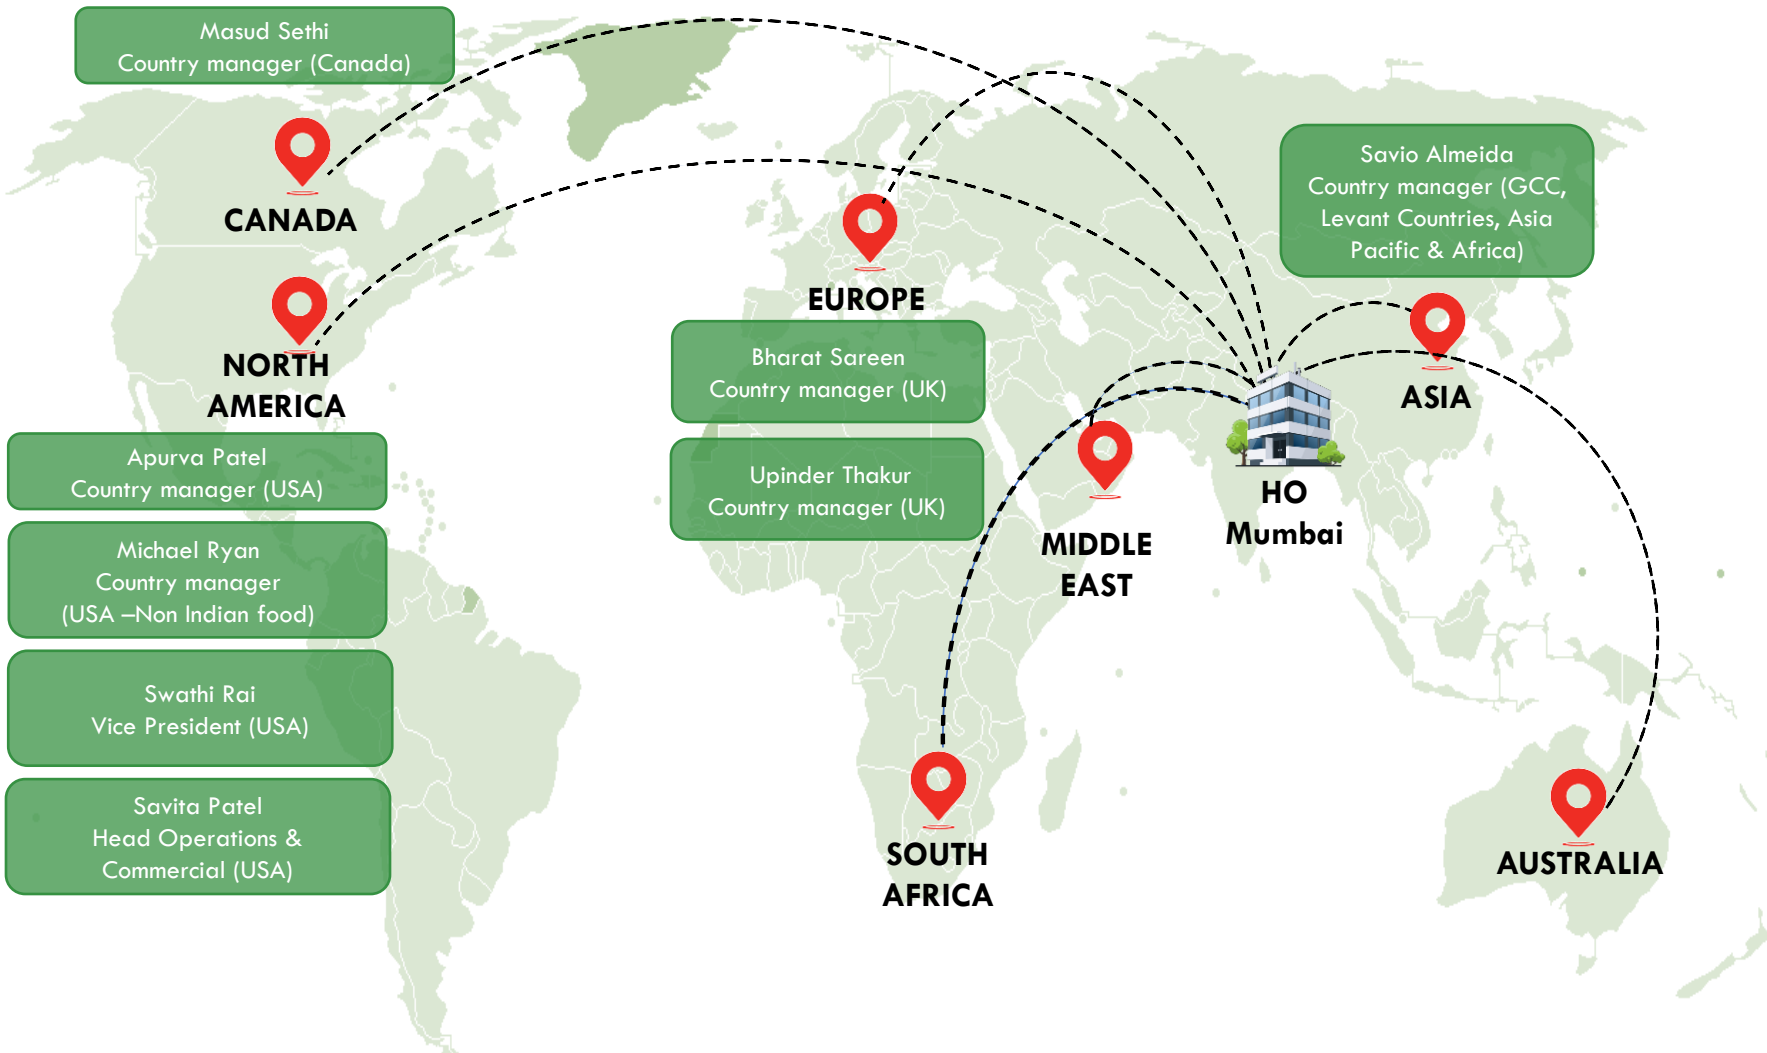 Masud Sethi
Country manager (Canada)
CANADA
NORTH
AMERICA
Apurva Patel
Country manager (USA)
Michael Ryan
Country manager
(USA –Non Indian food)
Swathi Rai
Vice President (USA)
Savita Patel
Head Operations &
Commercial (USA)
EUROPE
Bharat Sareen
Country manager (UK)
Upinder Thakur
Country manager (UK)
MIDDLE
EAST
SOUTH
AFRICA
Savio Almeida
Country manager (GCC,
Levant Countries, Asia
Pacific & Africa)
ASIA
HO
Mumbai
AUSTRALIA